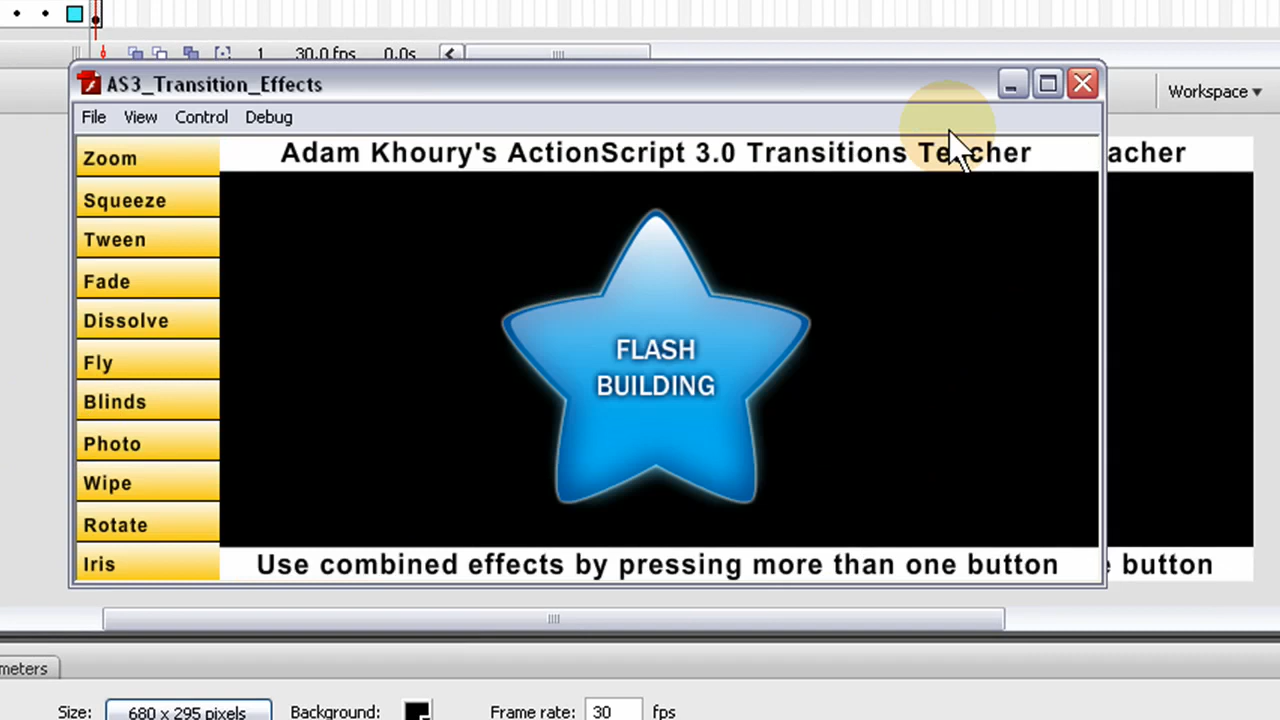 1 30.0 fps 0.0s
AS3_Transition_Effects
Workspace
File View Control Debug
Adam Khoury's ActionScript 3.0 Transitions Teacher
acher
Zoom
Squeeze
Tween
Fade
Dissolve
Fly
Blinds
Photo
Wipe
Rotate
Iris
FLASH
BUILDING
Use combined effects by pressing more than one button
button
meters
Size: 680 x 295 pixels Background: Frame rate: 30 fps